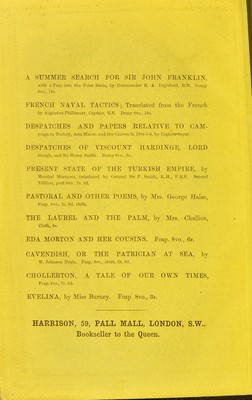 A SUMMER SEARCH FOR SIR JOHN FRANKLIN,
with a Peep into the Polar Basin, by Commander E. A. Inglefield, R.N. Demy
8vo., 14s.
FRENCH NAVAL TACTICS; Translated from the French
by Augustus Phillimore, Captain, R.N. Demy 8vo.,
DESPATCHES AND PAPERS RELATIVE TO CAM-
paign in Turkey, Asia Minor, and the Crimea in 1854-5-6, by Captain Sayer.
DESPATCHES OF VISCOUNT HARDINGE, LORD
Gough, and Sir Harry Smith. Demy 8vo., 6s.
PRESENT STATE OF THE TURKISH EMPIRE, by
Marshal Marmont, translated by General Sir F. Smith, K.H., F.R.S. Second
Edition, post 8vo., 7s. 6d.
PASTORAL AND OTHER POEMS, by Mrs. George Halse,
Fcap. 8vo., 2s. 6d. cloth.
THE LAUREL AND THE PALM, by Mrs. Challice,
Cloth, 5s.
EDA MORTON AND HER COUSINS. Fcap. 8vo., 6s.
CAVENDISH, OR THE PATRICIAN AT SEA, by
W. Johnson Neale. Fcap. 8vo., cloth, 2s. 6d.
CHOLLERTON, A TALE OF OUR OWN TIMES,
Fcap. 8vo., 7s. 6d.
EVELINA, by Miss Burney. Fcap. 8vo., 3s.
HARRISON, 59, PALL MALL, LONDON, S.W.,
Bookseller to the Queen.